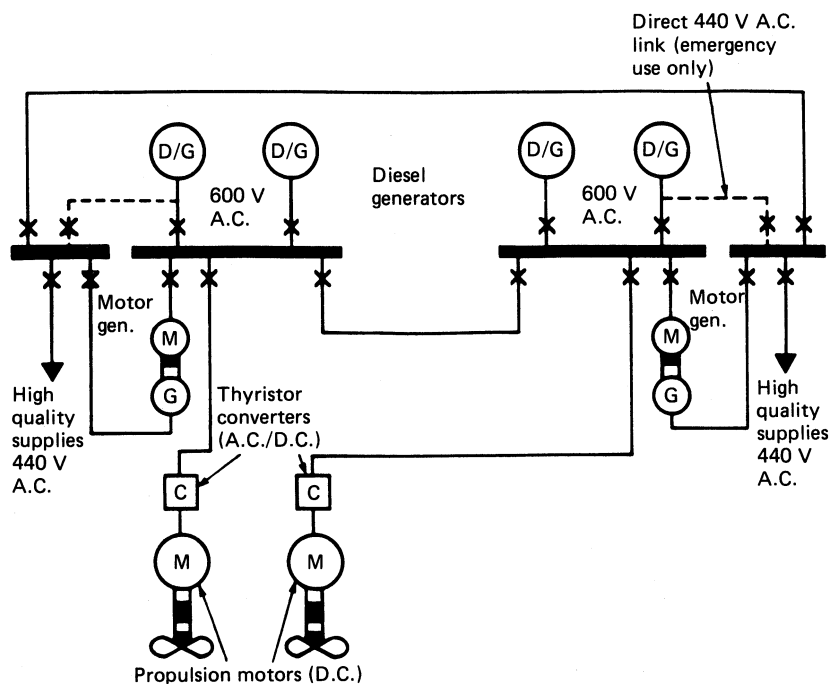 Direct 440 V A.C.
link (emergency
use only)
D/G
D/G
D/G
D/G
Diesel
generators
600 V
A.C.
600 V
A.C.
Motor
gen.
Motor
gen.
M
G
M
G
High
quality
supplies
440 V
A.C.
Thyristor
converters
(A.C./D.C.)
High
quality
supplies
440 V
A.C.
C
C
M
M
Propulsion motors (D.C.)